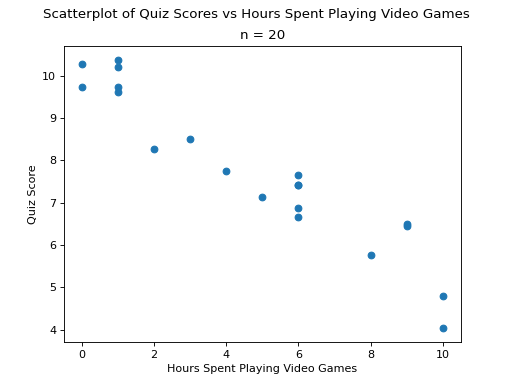 Scatterplot of Quiz Scores vs Hours Spent Playing Video Games
n = 20
10
9
8
7
6
5
4
Quiz Score
0 2 4 6 8 10
Hours Spent Playing Video Games